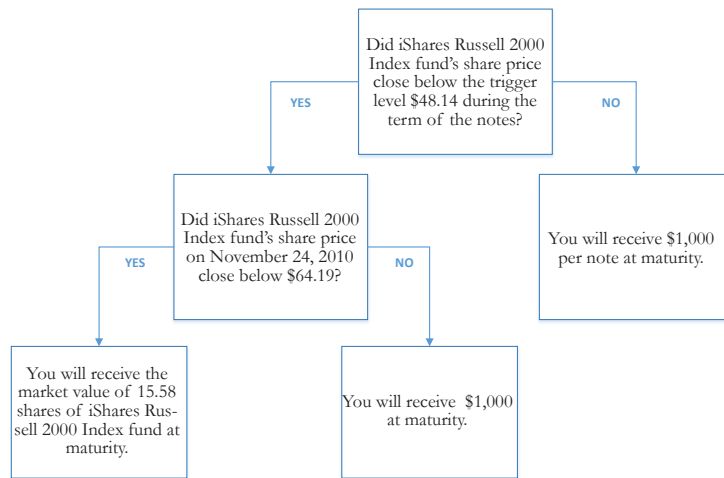 Did iShares Russell 2000
Index fund's share price
close below the trigger
level $48.14 during the
term of the notes?
YES
NO
Did iShares Russell 2000
Index fund's share price
on November 24, 2010
close below $64.19?
You will receive $1,000
per note at maturity.
YES
NO
You will receive the
market value of 15.58
shares of iShares Rus-
sell 2000 Index fund at
maturity.
You will receive $1,000
at maturity.